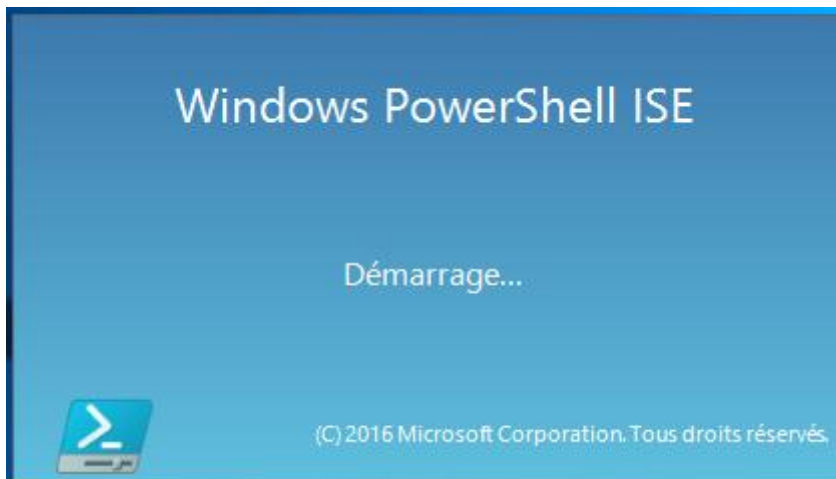 Windows PowerShell ISE
Démarrage...
(C) 2016 Microsoft Corporation. Tous droits réservés.